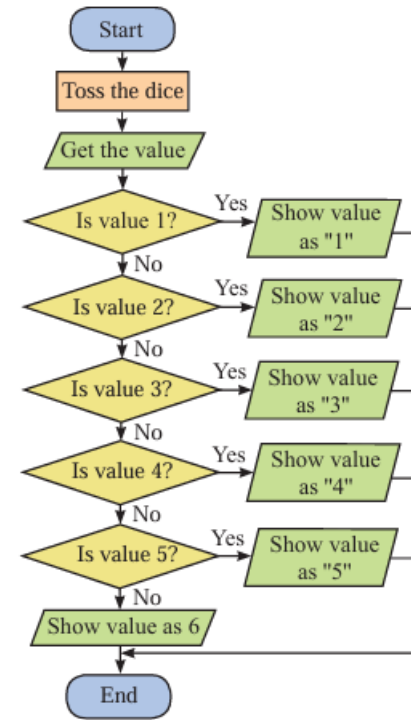 Start
Toss the dice
Get the value
Is value 1?
Yes
Show value
as "1"
No
Is value 2?
Yes
Show value
as "2"
No
Is value 3?
Yes
Show value
as "3"
No
Is value 4?
Yes
Show value
as "4"
No
Is value 5?
Yes
Show value
as "5"
No
Show value as 6
End